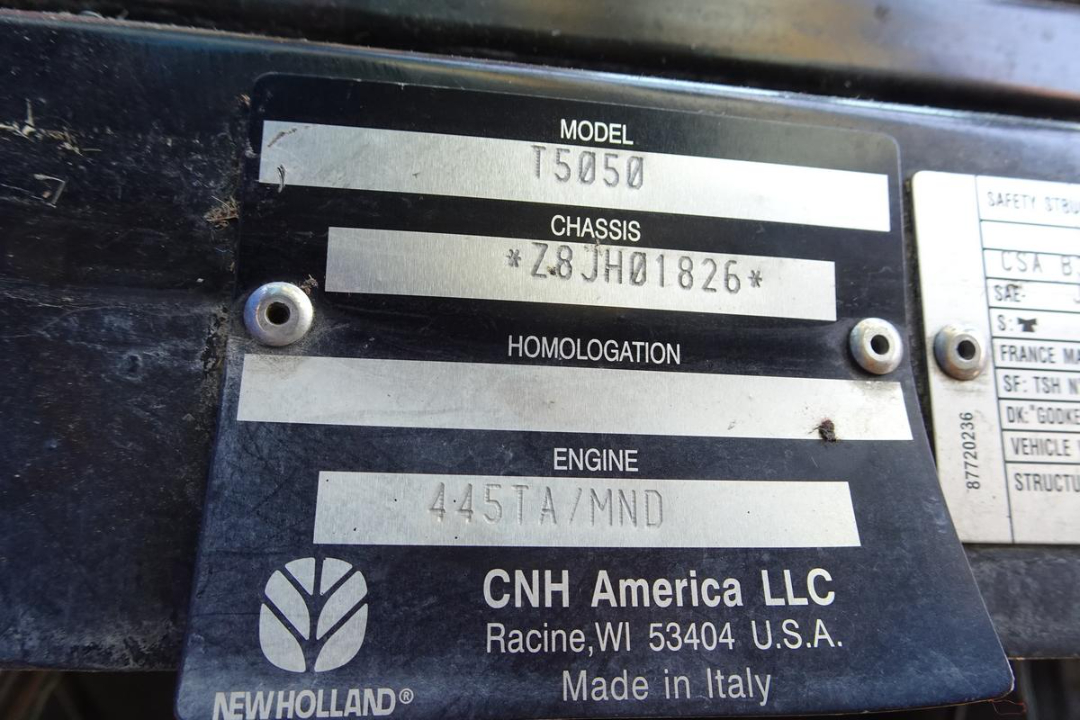 MODEL
T5050
CHASSIS
*Z8JH01826*
HOMOLOGATION
ENGINE
445TA/MND
CNH America LLC
Racine,WI 53404 U.S.A.
Made in Italy
NEW HOLLAND®
SAFETY
CSA
SAE-
S:
FRANCE
SF: TSH
DK:
VEHICLE
87720236